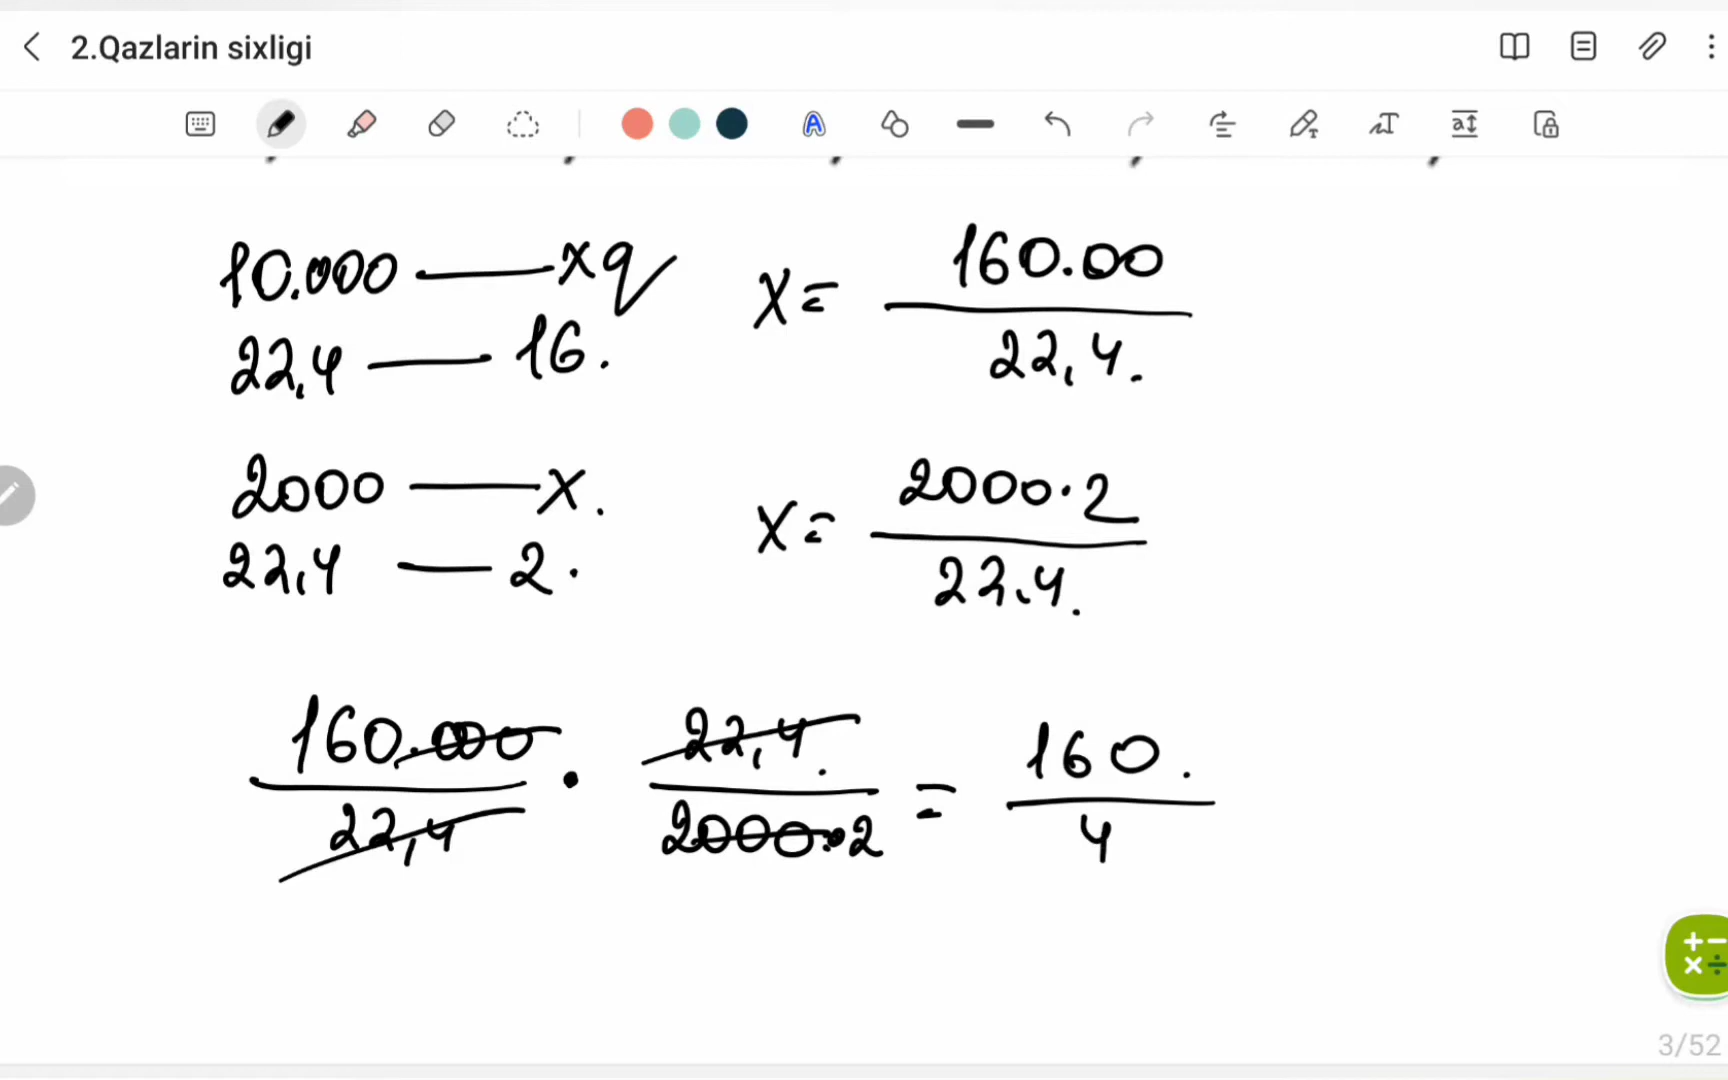 2.Qazlarin sixligi
10.000 — xq
22,4 — 16.
x = 160.00 / 22,4.
2000 — x.
22,4 — 2.
x = 2000·2 / 22.4.
160.000 / 22,4 · 22,4. / 2000·2 = 160. / 4
3/52